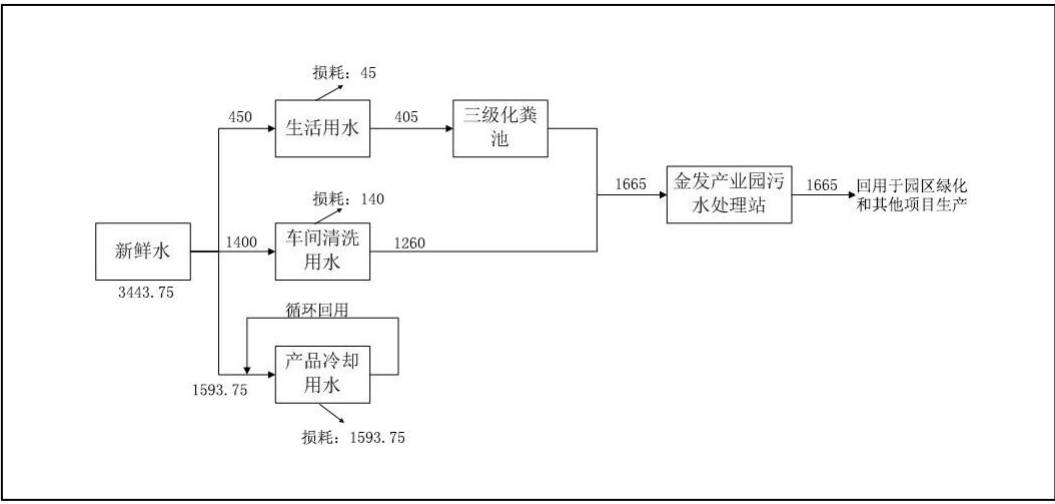 损耗：45
450
生活用水
405
三级化粪
池
1665
金发产业园污
水处理站
1665
回用于园区绿化
和其他项目生产
损耗：140
新鲜水
3443.75
1400
车间清洗
用水
1260
循环回用
1593.75
产品冷却
用水
损耗：1593.75